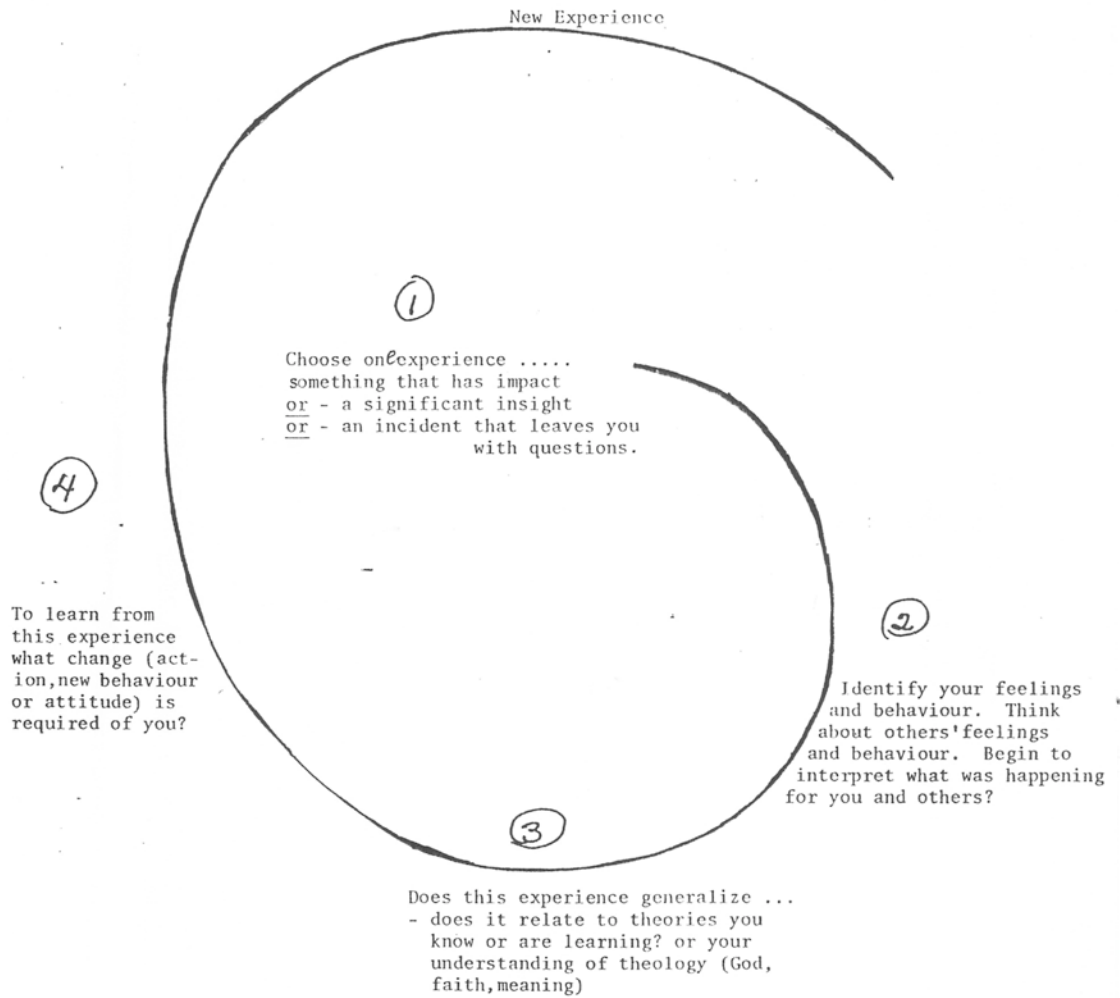 New Experience
1
Choose one experience .....
something that has impact
or - a significant insight
or - an incident that leaves you
with questions.
2
Identify your feelings
and behaviour. Think
about others' feelings
and behaviour. Begin to
interpret what was happening
for you and others?
3
Does this experience generalize ...
- does it relate to theories you
know or are learning? or your
understanding of theology (God,
faith,meaning)
4
To learn from
this experience
what change (act-
ion,new behaviour
or attitude) is
required of you?